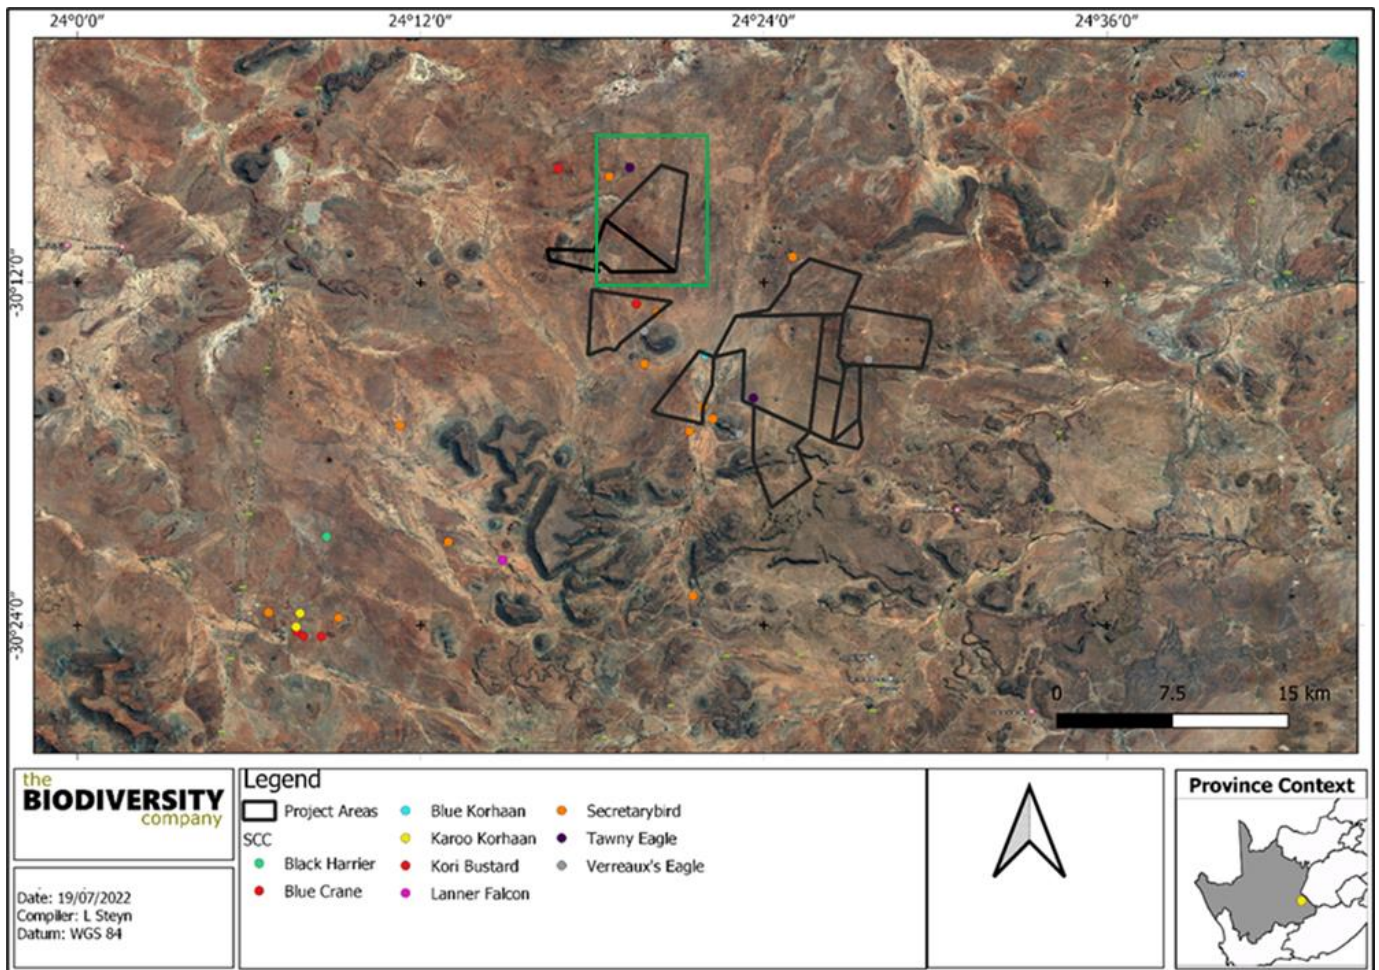 24°0′0″ 24°12′0″ 24°24′0″ 24°36′0″
-30°12′0″
-30°24′0″
0 7.5 15 km
the
BIODIVERSITY
company
Date: 19/07/2022
Compiler: L Steyn
Datum: WGS 84
Legend
Project Areas
SCC
Black Harrier
Blue Crane
Blue Korhaan
Karoo Korhaan
Kori Bustard
Lanner Falcon
Secretarybird
Tawny Eagle
Verreaux's Eagle
Province Context